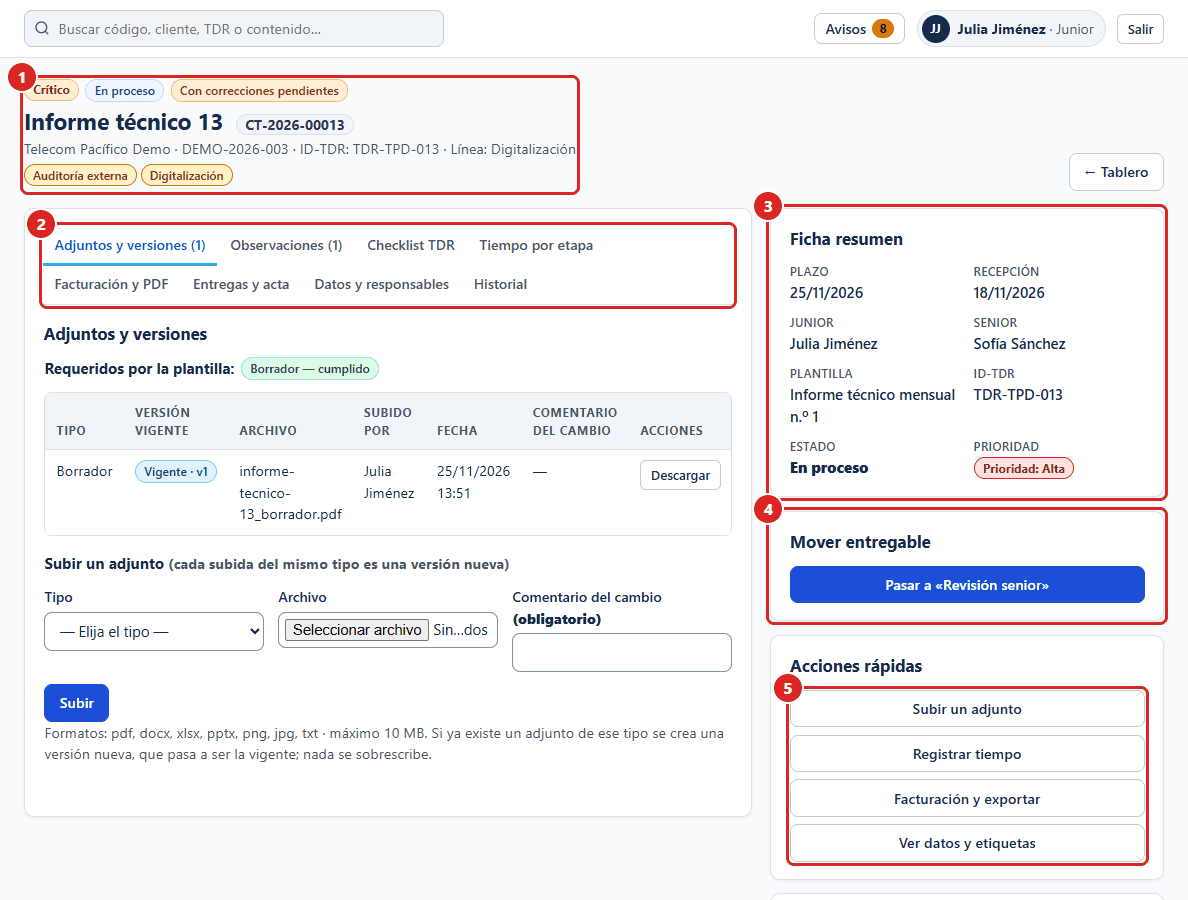 Buscar código, cliente, TDR o contenido...
Avisos 8
JJ Julia Jiménez · Junior
Salir
1
Crítico En proceso Con correcciones pendientes
Informe técnico 13 CT-2026-00013
Telecom Pacífico Demo · DEMO-2026-003 · ID-TDR: TDR-TPD-013 · Línea: Digitalización
Auditoría externa Digitalización
← Tablero
2
Adjuntos y versiones (1) Observaciones (1) Checklist TDR Tiempo por etapa
Facturación y PDF Entregas y acta Datos y responsables Historial
Adjuntos y versiones
Requeridos por la plantilla: Borrador — cumplido
TIPO VERSIÓN VIGENTE ARCHIVO SUBIDO POR FECHA COMENTARIO DEL CAMBIO ACCIONES
Borrador Vigente · v1 informe-tecnico-13_borrador.pdf Julia Jiménez 25/11/2026 13:51 — Descargar
Subir un adjunto (cada subida del mismo tipo es una versión nueva)
Tipo Archivo Comentario del cambio
(obligatorio)
— Elija el tipo — Seleccionar archivo Sin...dos
Subir
Formatos: pdf, docx, xlsx, pptx, png, jpg, txt · máximo 10 MB. Si ya existe un adjunto de ese tipo se crea una
versión nueva, que pasa a ser la vigente; nada se sobrescribe.
3
Ficha resumen
PLAZO RECEPCIÓN
25/11/2026 18/11/2026
JUNIOR SENIOR
Julia Jiménez Sofía Sánchez
PLANTILLA ID-TDR
Informe técnico mensual TDR-TPD-013
n.º 1
ESTADO PRIORIDAD
En proceso Prioridad: Alta
4
Mover entregable
Pasar a «Revisión senior»
Acciones rápidas
5
Subir un adjunto
Registrar tiempo
Facturación y exportar
Ver datos y etiquetas